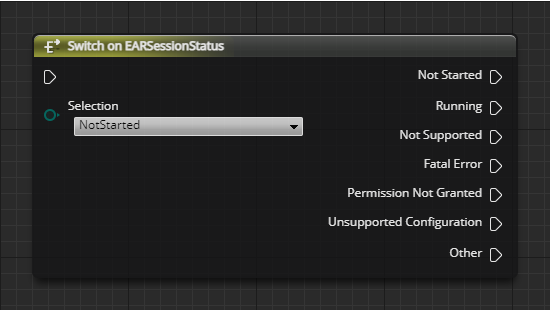 Switch on EARSessionStatus
Not Started
Running
Selection
NotStarted
Not Supported
Fatal Error
Permission Not Granted
Unsupported Configuration
Other